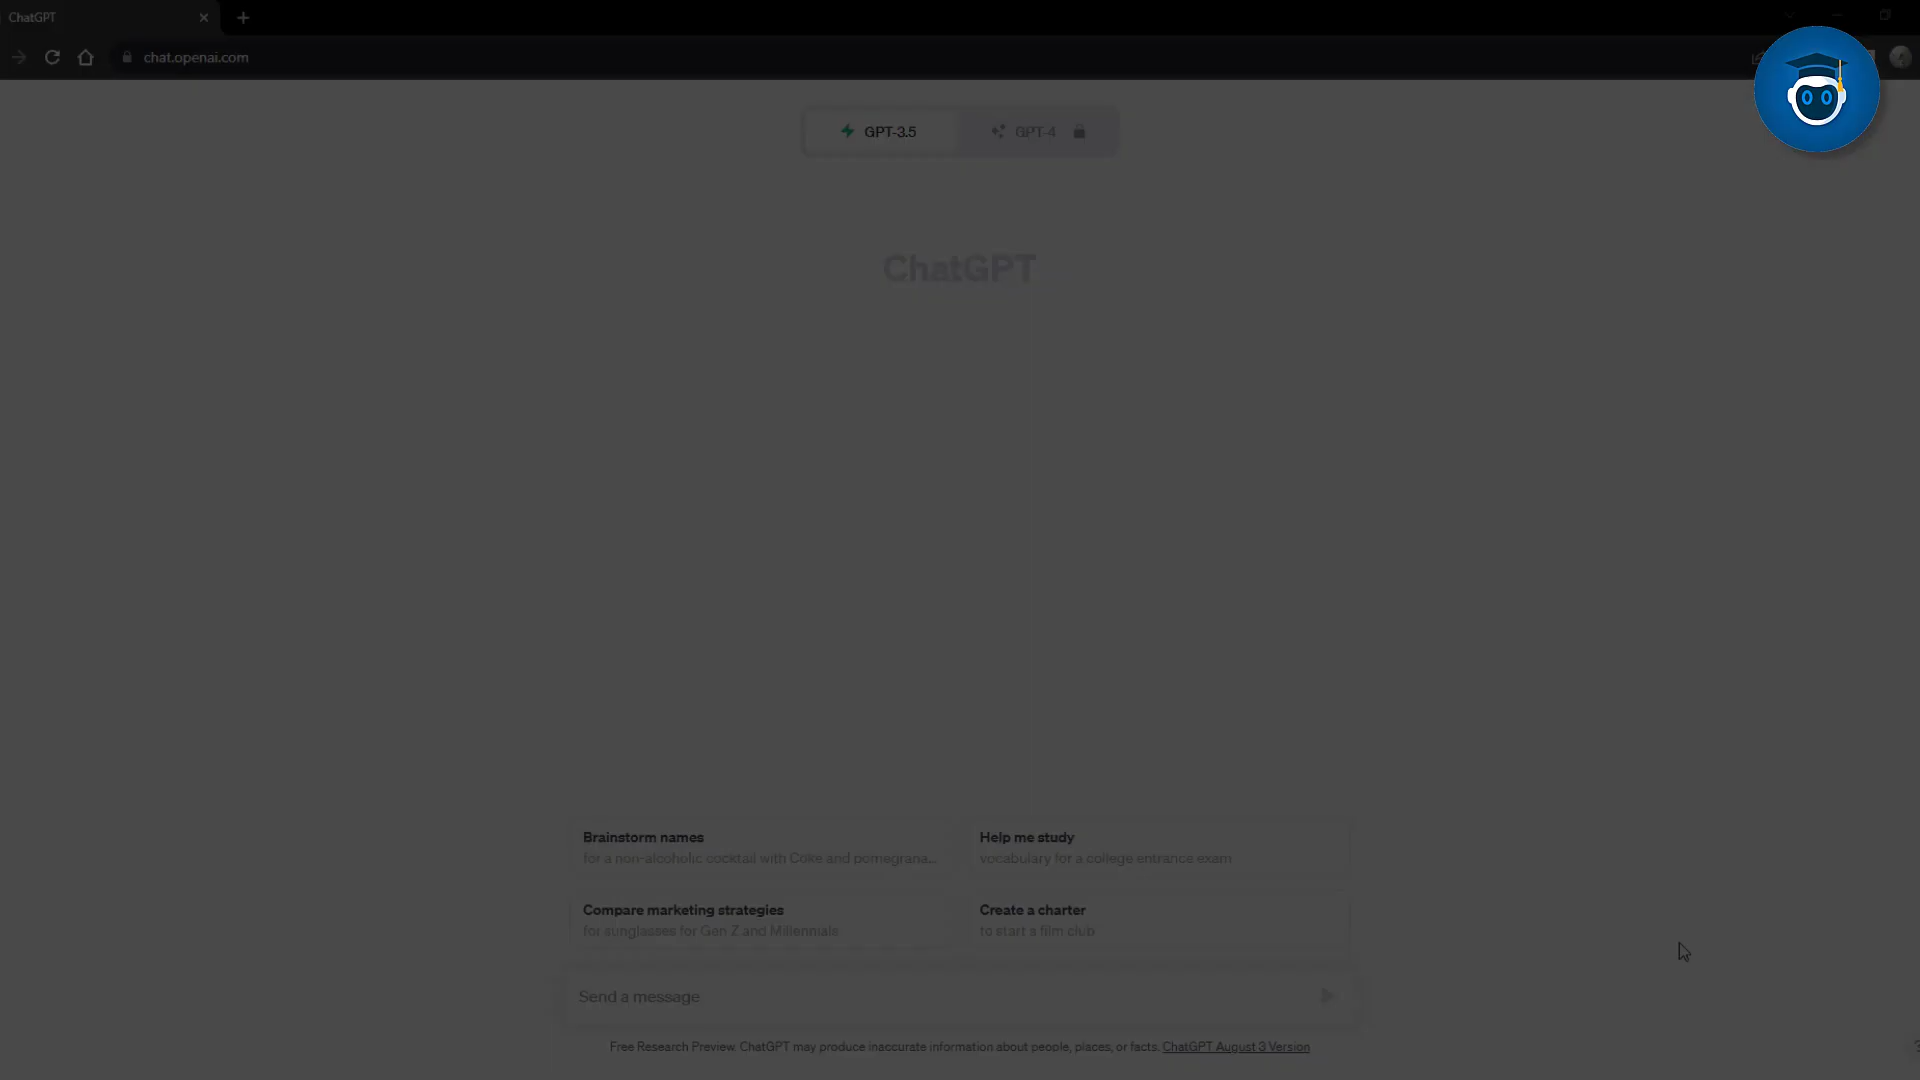 ChatGPT
chat.openai.com
GPT-3.5
GPT-4
ChatGPT
Brainstorm names
for a non-alcoholic cocktail with Coke and pomegrana...
Help me study
vocabulary for a college entrance exam
Compare marketing strategies
for sunglasses for Gen Z and Millennials
Create a charter
to start a film club
Send a message
Free Research Preview. ChatGPT may produce inaccurate information about people, places, or facts. ChatGPT August 3 Version
?